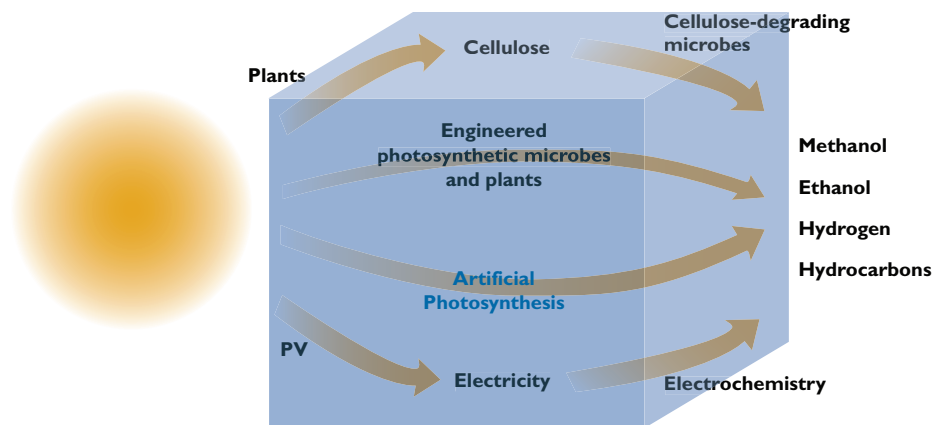 Plants
Cellulose
Cellulose-degrading
microbes
Engineered
photosynthetic microbes
and plants
Artificial
Photosynthesis
PV
Electricity
Electrochemistry
Methanol
Ethanol
Hydrogen
Hydrocarbons